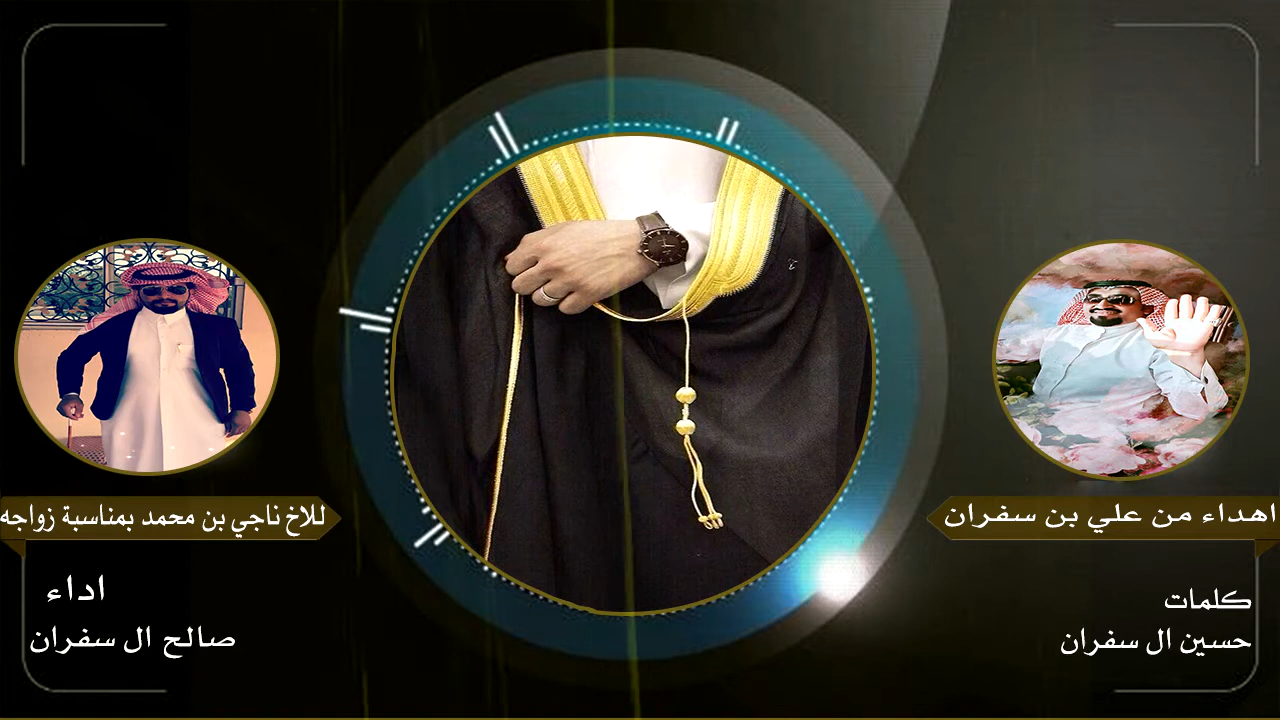 اهداء من علي بن سفران
للاخ ناجي بن محمد بمناسبة زواجه
كلمات
حسين ال سفران
اداء
صالح ال سفران